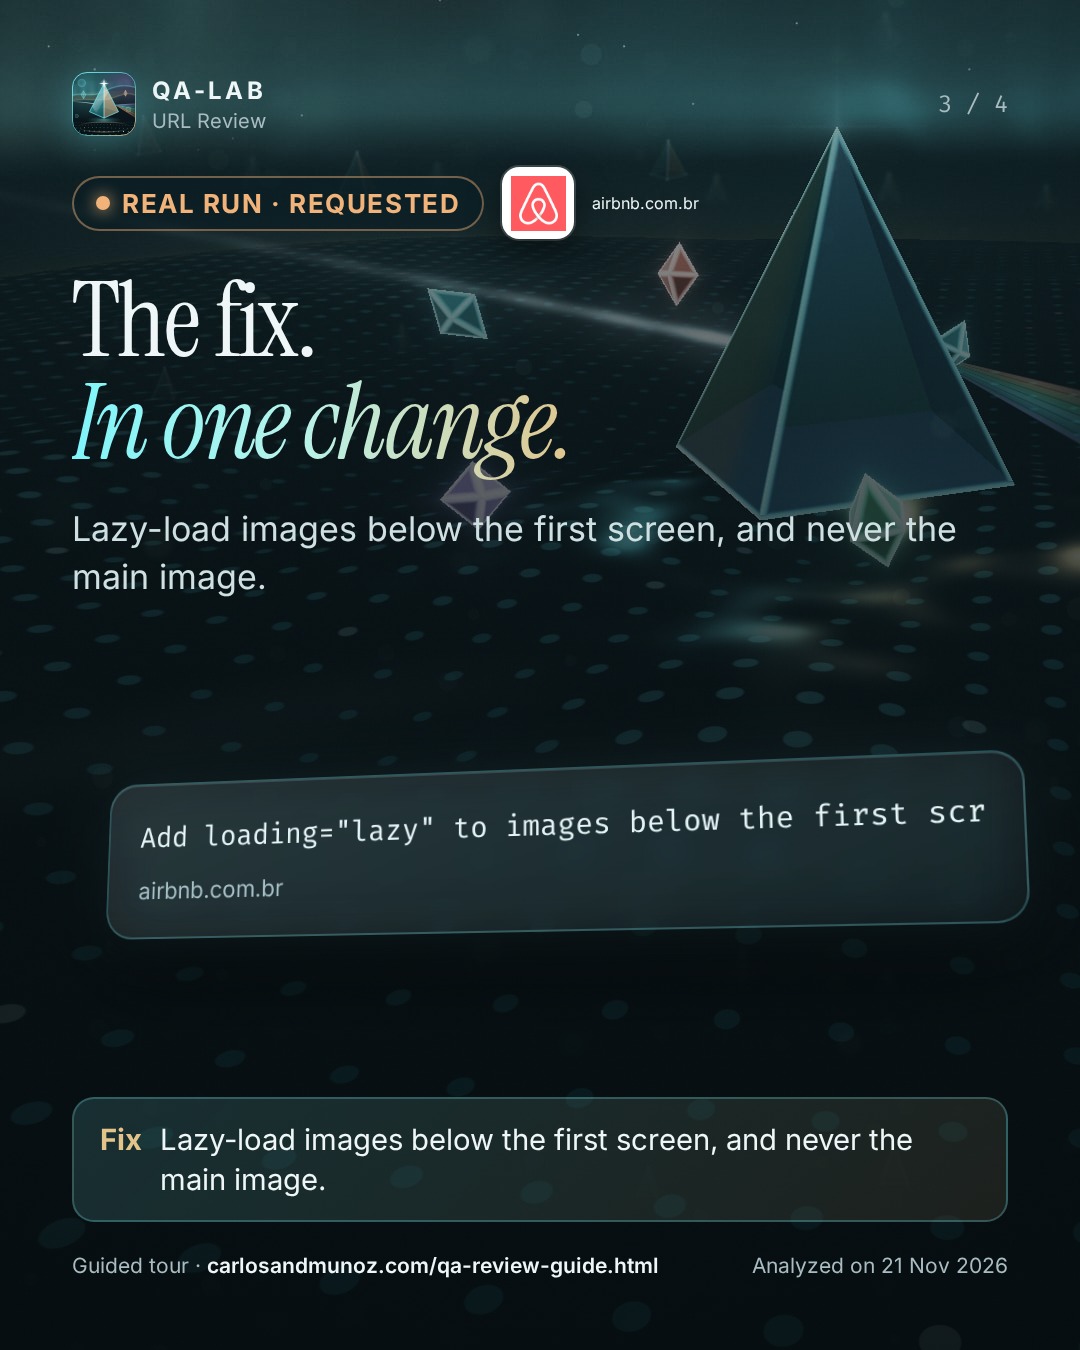 QA-LAB
URL Review
3 / 4
REAL RUN · REQUESTED
airbnb.com.br
The fix.
In one change.
Lazy-load images below the first screen, and never the
main image.
Add loading="lazy" to images below the first scr
airbnb.com.br
Fix Lazy-load images below the first screen, and never the
main image.
Guided tour · carlosandmunoz.com/qa-review-guide.html
Analyzed on 21 Nov 2026